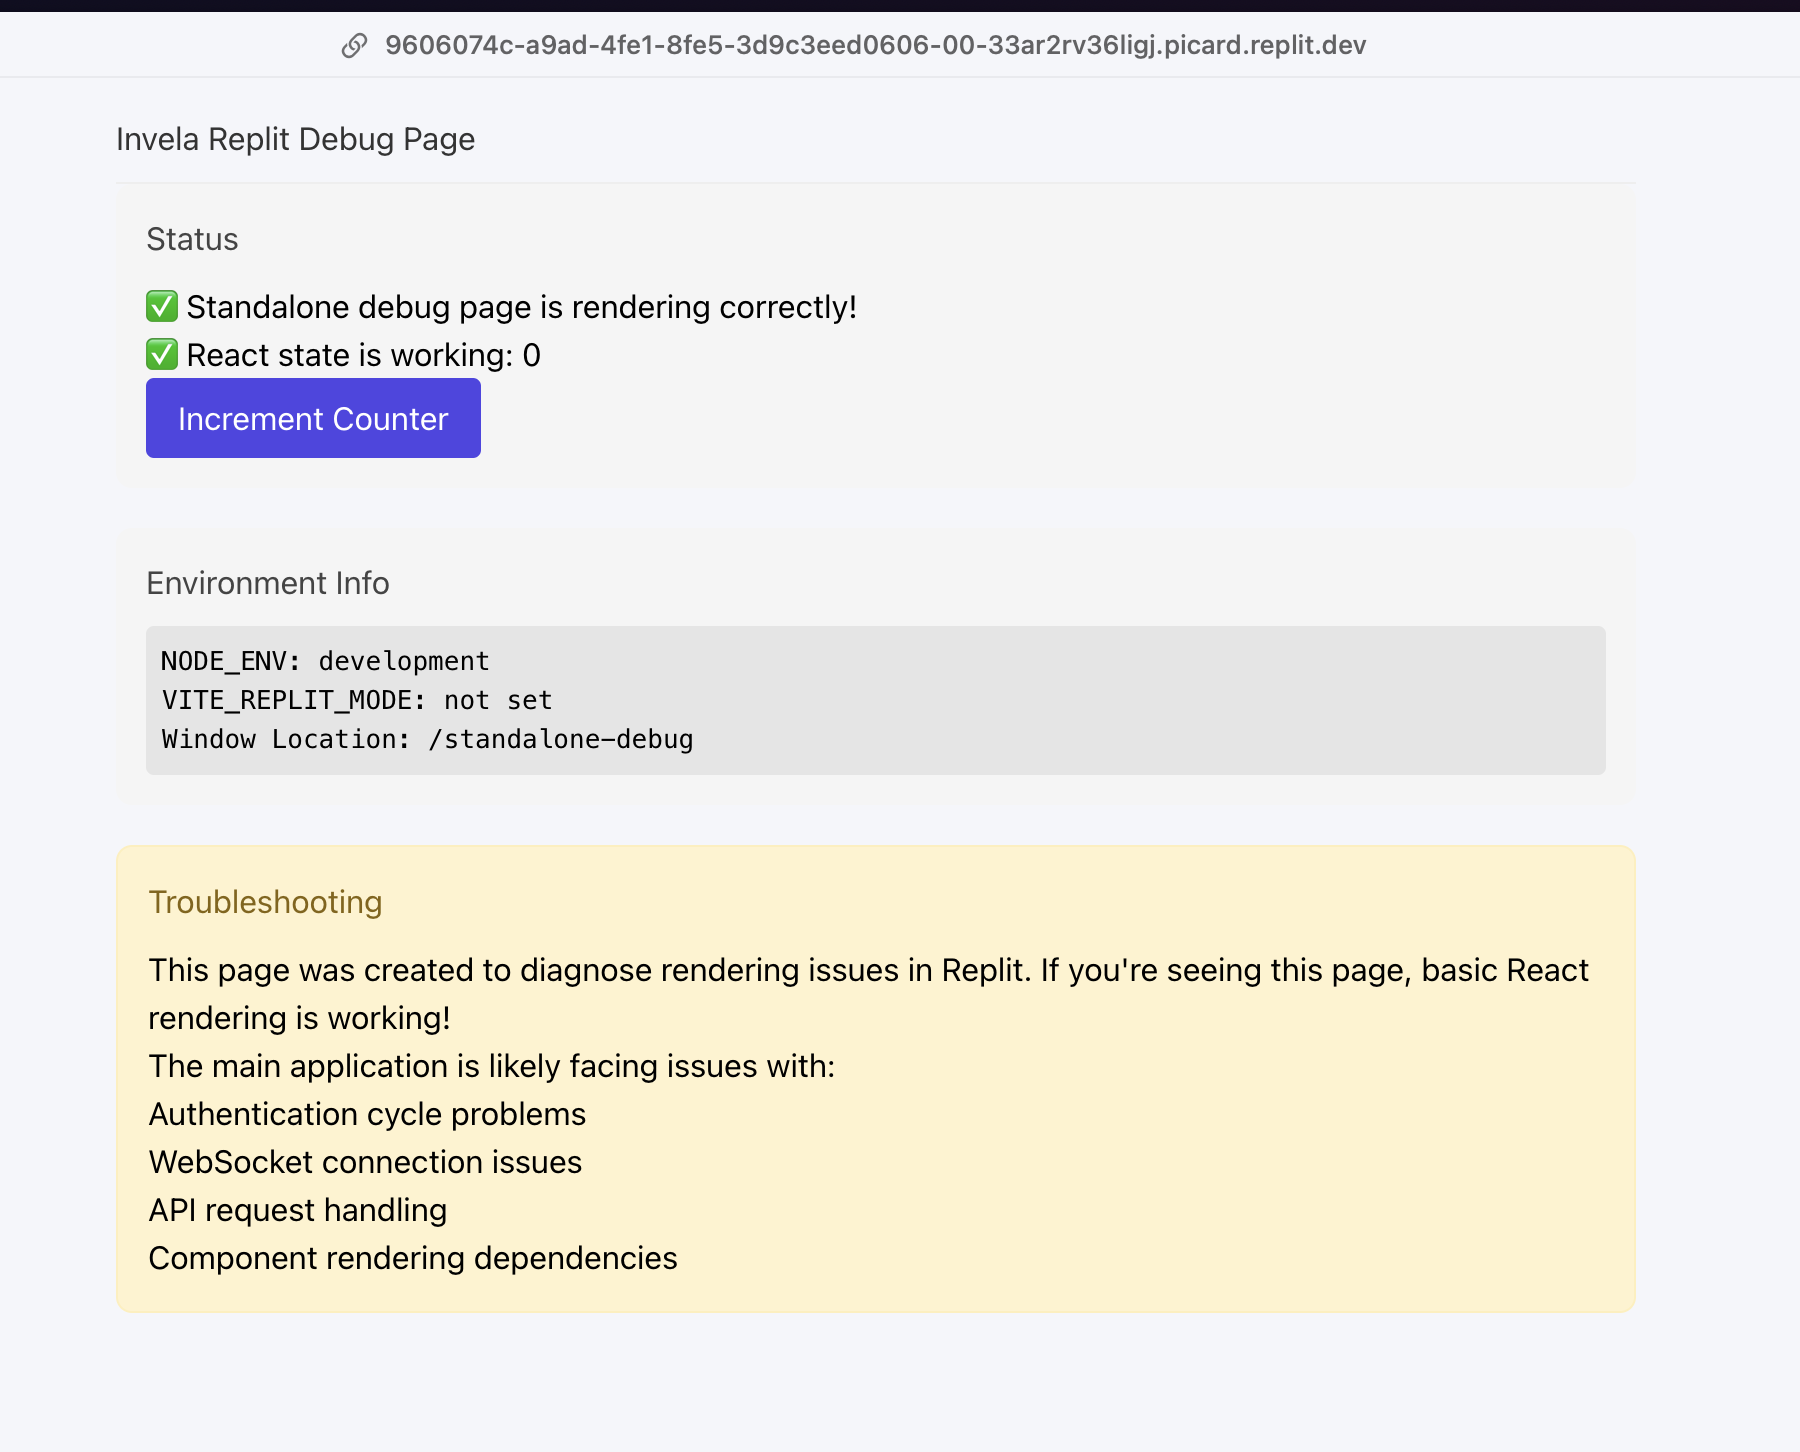 9606074c-a9ad-4fe1-8fe5-3d9c3eed0606-00-33ar2rv36ligj.picard.replit.dev
Invela Replit Debug Page
Status
✅ Standalone debug page is rendering correctly!
✅ React state is working: 0
Increment Counter
Environment Info
NODE_ENV: development
VITE_REPLIT_MODE: not set
Window Location: /standalone-debug
Troubleshooting
This page was created to diagnose rendering issues in Replit. If you're seeing this page, basic React
rendering is working!
The main application is likely facing issues with:
Authentication cycle problems
WebSocket connection issues
API request handling
Component rendering dependencies